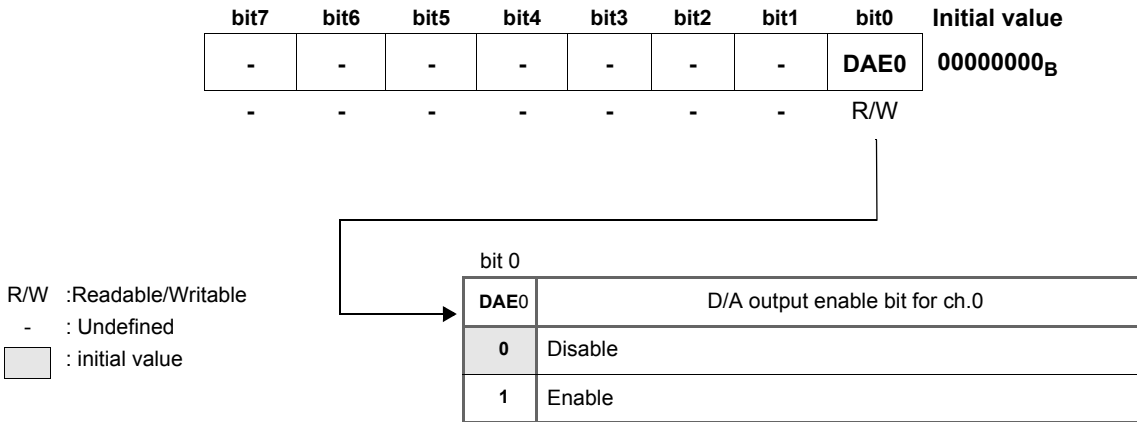 bit7 bit6 bit5 bit4 bit3 bit2 bit1 bit0 Initial value
- - - - - - - DAE0 00000000B
- - - - - - - R/W
bit 0
R/W :Readable/Writable
- : Undefined
: initial value
DAE0 D/A output enable bit for ch.0
0 Disable
1 Enable